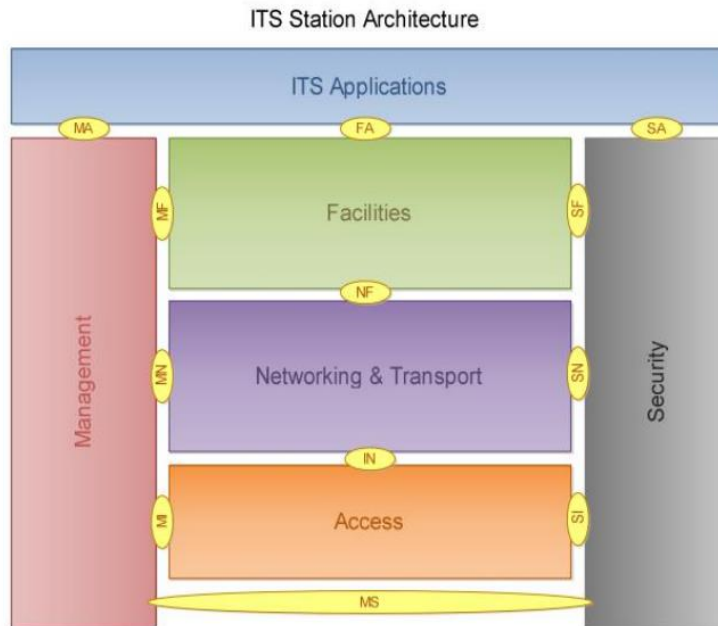 ITS Station Architecture
ITS Applications
MA
FA
SA
MF
Facilities
SF
NF
Management
MN
Networking & Transport
SN
Security
IN
MI
Access
SI
MS